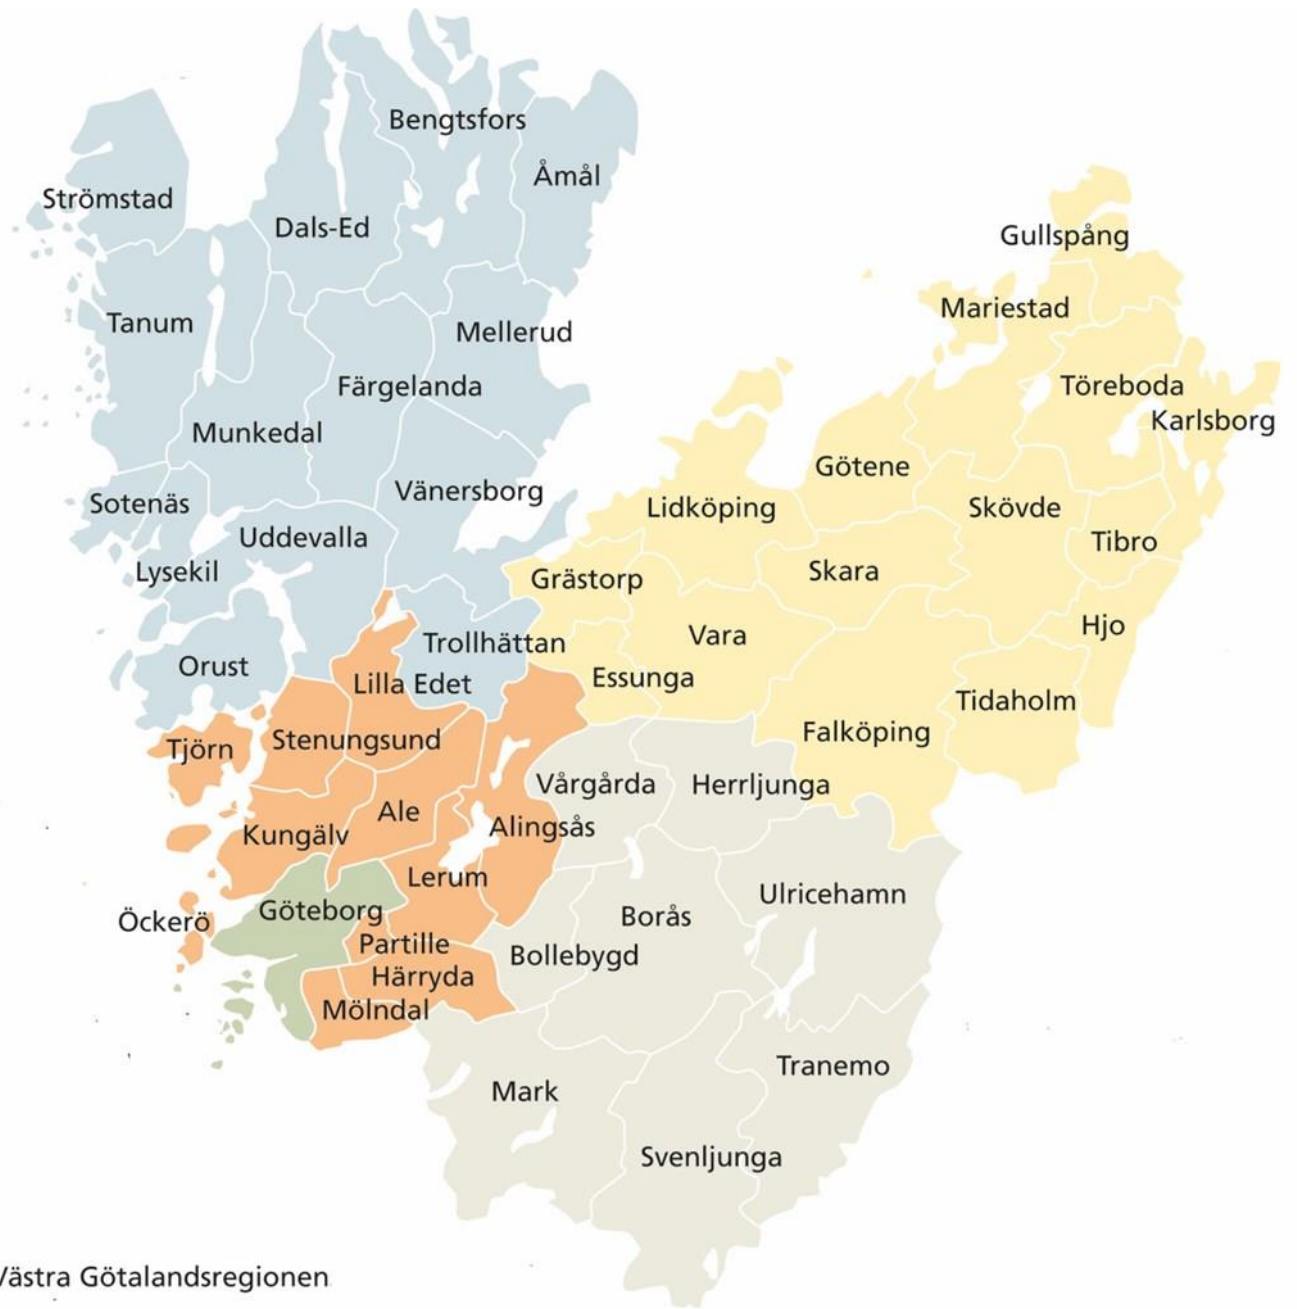 Bengtsfors
Åmål
Strömstad
Dals-Ed
Gullspång
Mariestad
Tanum
Mellerud
Färgelanda
Töreboda
Karlsborg
Munkedal
Götene
Vänersborg
Sotenäs
Lidköping
Skövde
Uddevalla
Tibro
Lysekil
Grästorp
Skara
Hjo
Vara
Trollhättan
Orust
Lilla Edet
Essunga
Tidaholm
Falköping
Stenungsund
Tjörn
Vårgårda
Herrljunga
Ale
Kungälv
Alingsås
Lerum
Ulricehamn
Göteborg
Öckerö
Borås
Partille
Bollebygd
Härryda
Mölndal
Tranemo
Mark
Svenljunga
Västra Götalandsregionen